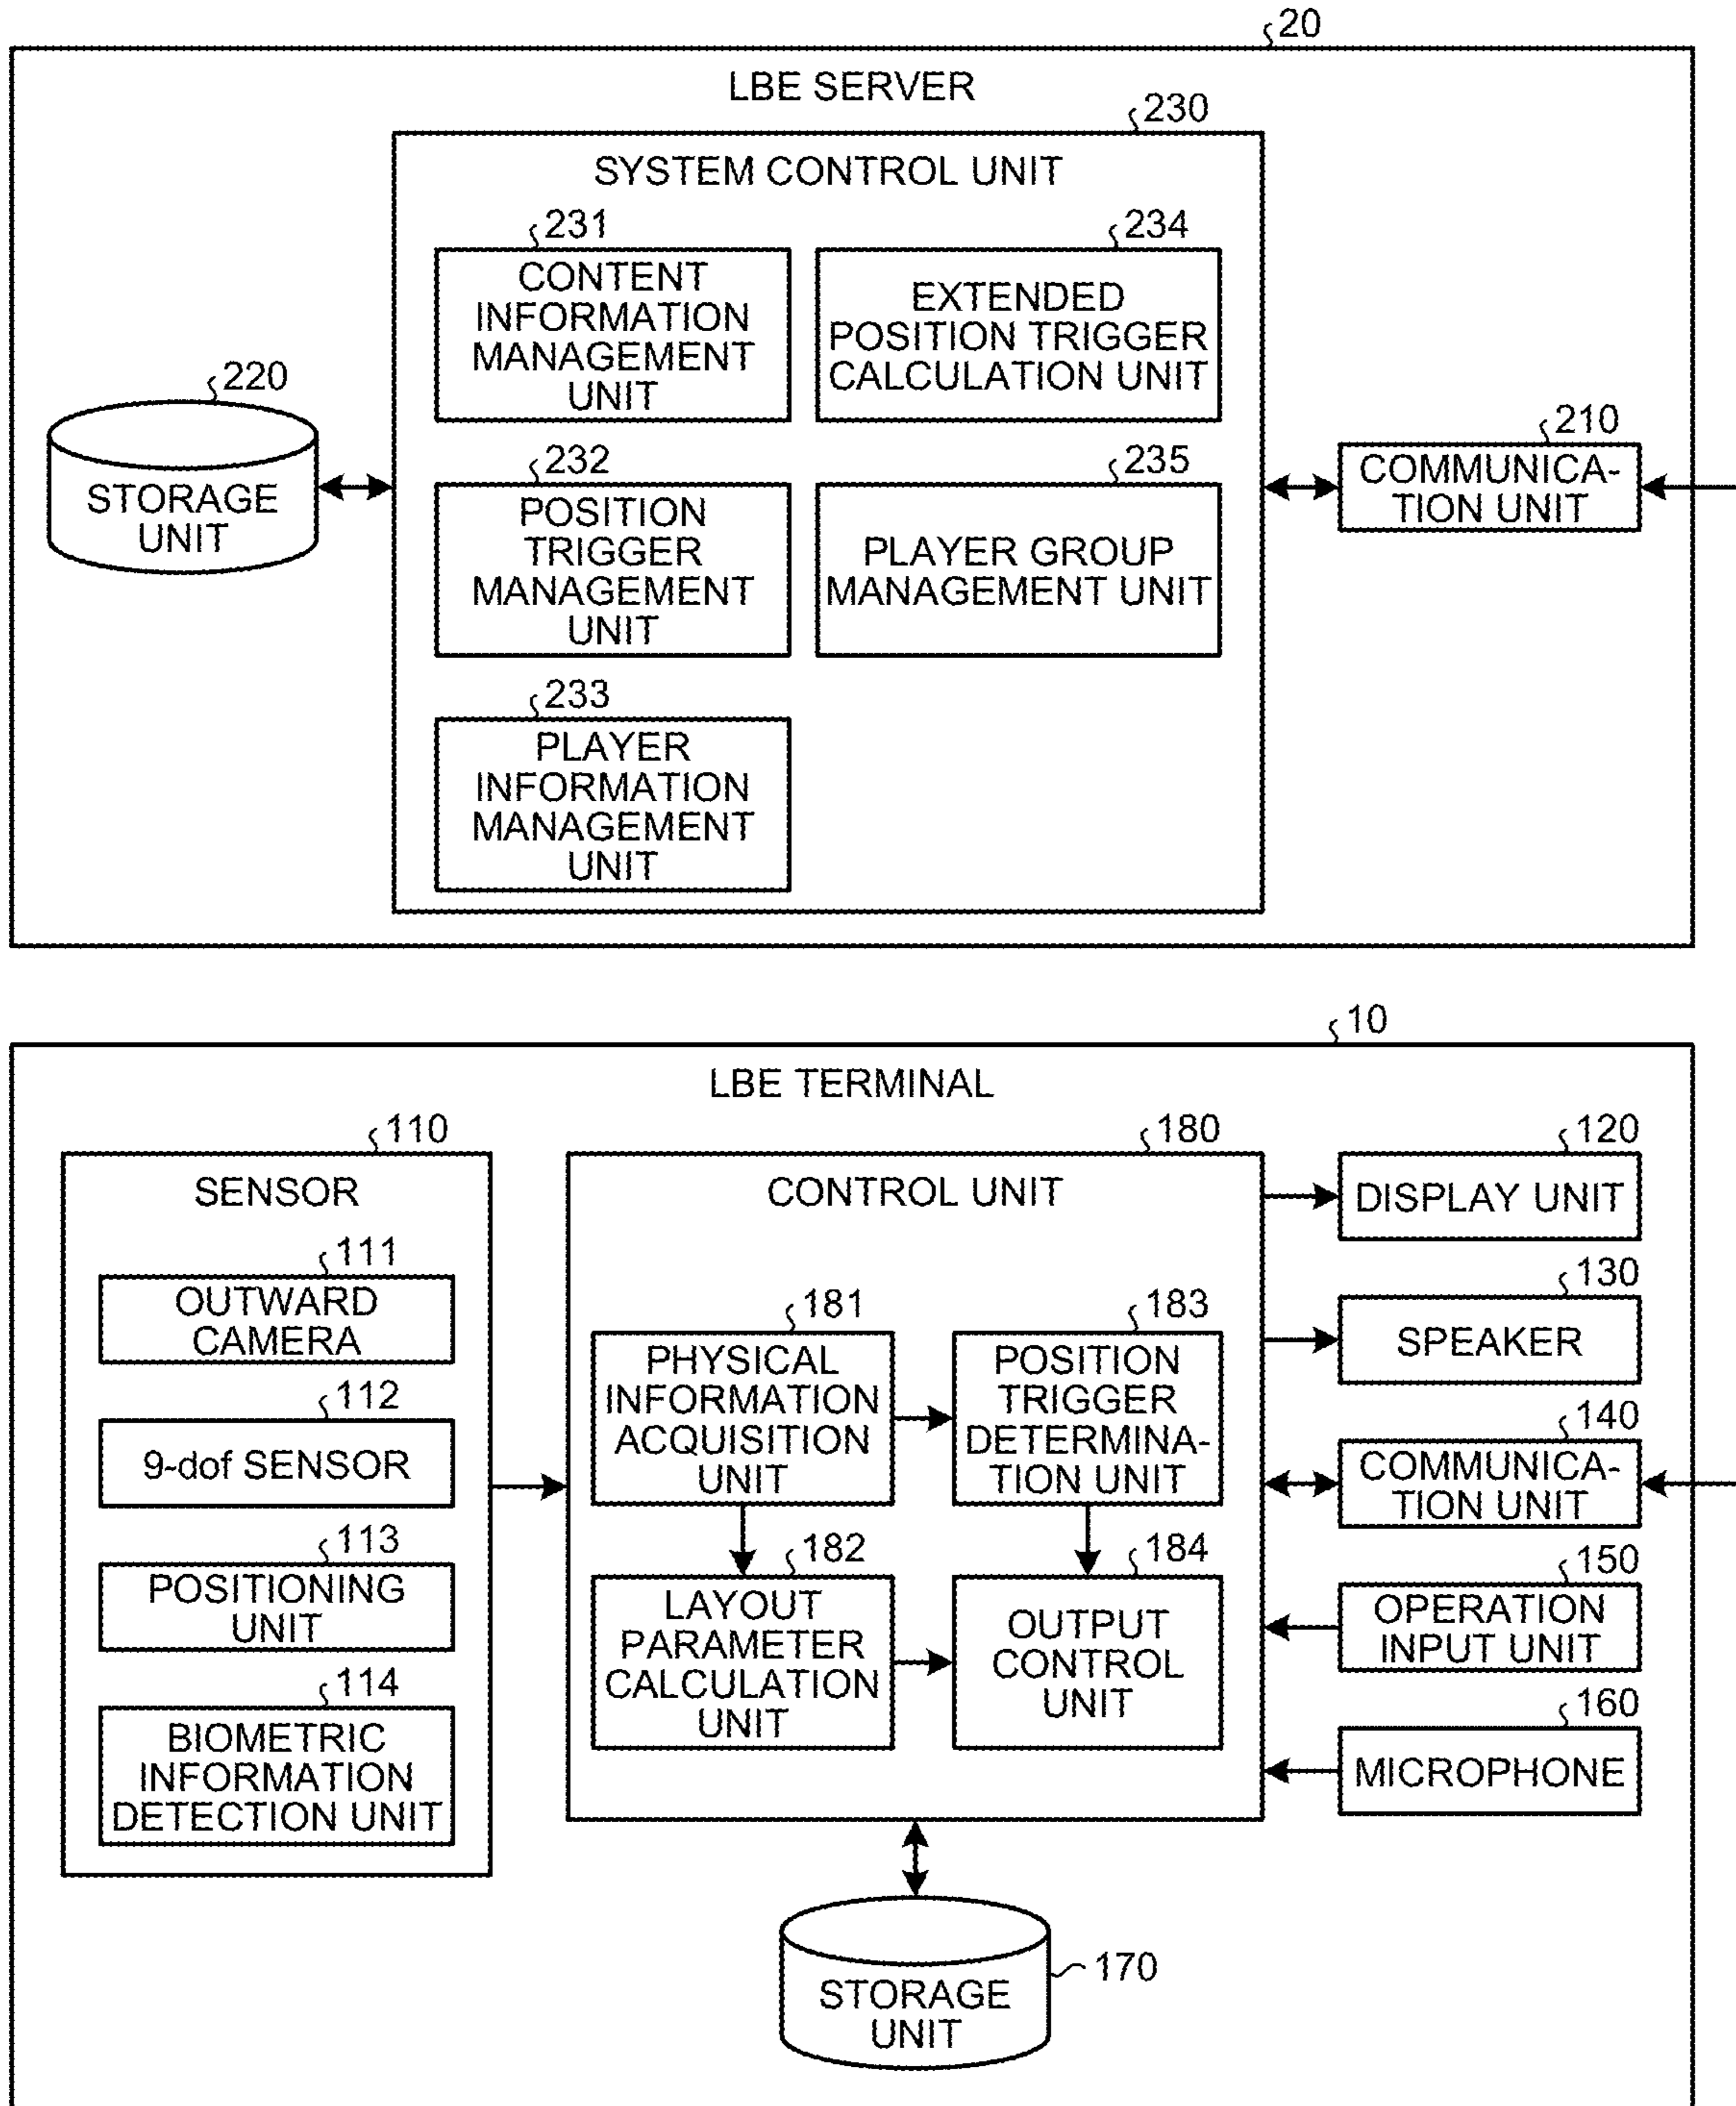 20
LBE SERVER
230
SYSTEM CONTROL UNIT
231
CONTENT
INFORMATION
MANAGEMENT
UNIT
234
EXTENDED
POSITION TRIGGER
CALCULATION UNIT
220
STORAGE
UNIT
232
POSITION
TRIGGER
MANAGEMENT
UNIT
235
PLAYER GROUP
MANAGEMENT UNIT
210
COMMUNICA-
TION UNIT
233
PLAYER
INFORMATION
MANAGEMENT
UNIT
10
LBE TERMINAL
110
SENSOR
111
OUTWARD
CAMERA
112
9-dof SENSOR
113
POSITIONING
UNIT
114
BIOMETRIC
INFORMATION
DETECTION UNIT
180
CONTROL UNIT
181
PHYSICAL
INFORMATION
ACQUISITION
UNIT
183
POSITION
TRIGGER
DETERMINA-
TION UNIT
182
LAYOUT
PARAMETER
CALCULATION
UNIT
184
OUTPUT
CONTROL
UNIT
120
DISPLAY UNIT
130
SPEAKER
140
COMMUNICA-
TION UNIT
150
OPERATION
INPUT UNIT
160
MICROPHONE
170
STORAGE
UNIT